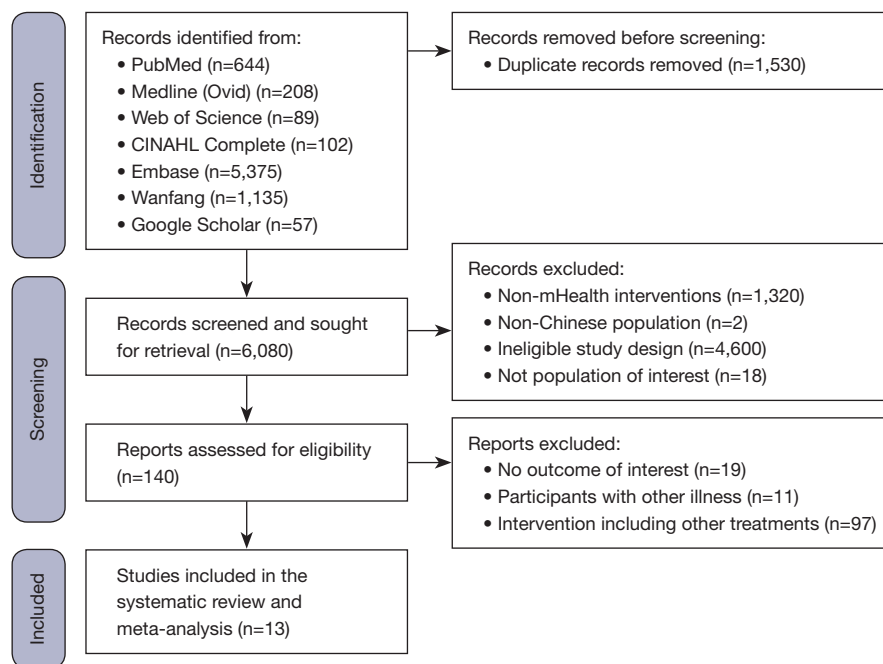 Identification
Records identified from:
• PubMed (n=644)
• Medline (Ovid) (n=208)
• Web of Science (n=89)
• CINAHL Complete (n=102)
• Embase (n=5,375)
• Wanfang (n=1,135)
• Google Scholar (n=57)
Records removed before screening:
• Duplicate records removed (n=1,530)
Screening
Records screened and sought
for retrieval (n=6,080)
Records excluded:
• Non-mHealth interventions (n=1,320)
• Non-Chinese population (n=2)
• Ineligible study design (n=4,600)
• Not population of interest (n=18)
Reports assessed for eligibility
(n=140)
Reports excluded:
• No outcome of interest (n=19)
• Participants with other illness (n=11)
• Intervention including other treatments (n=97)
Included
Studies included in the
systematic review and
meta-analysis (n=13)